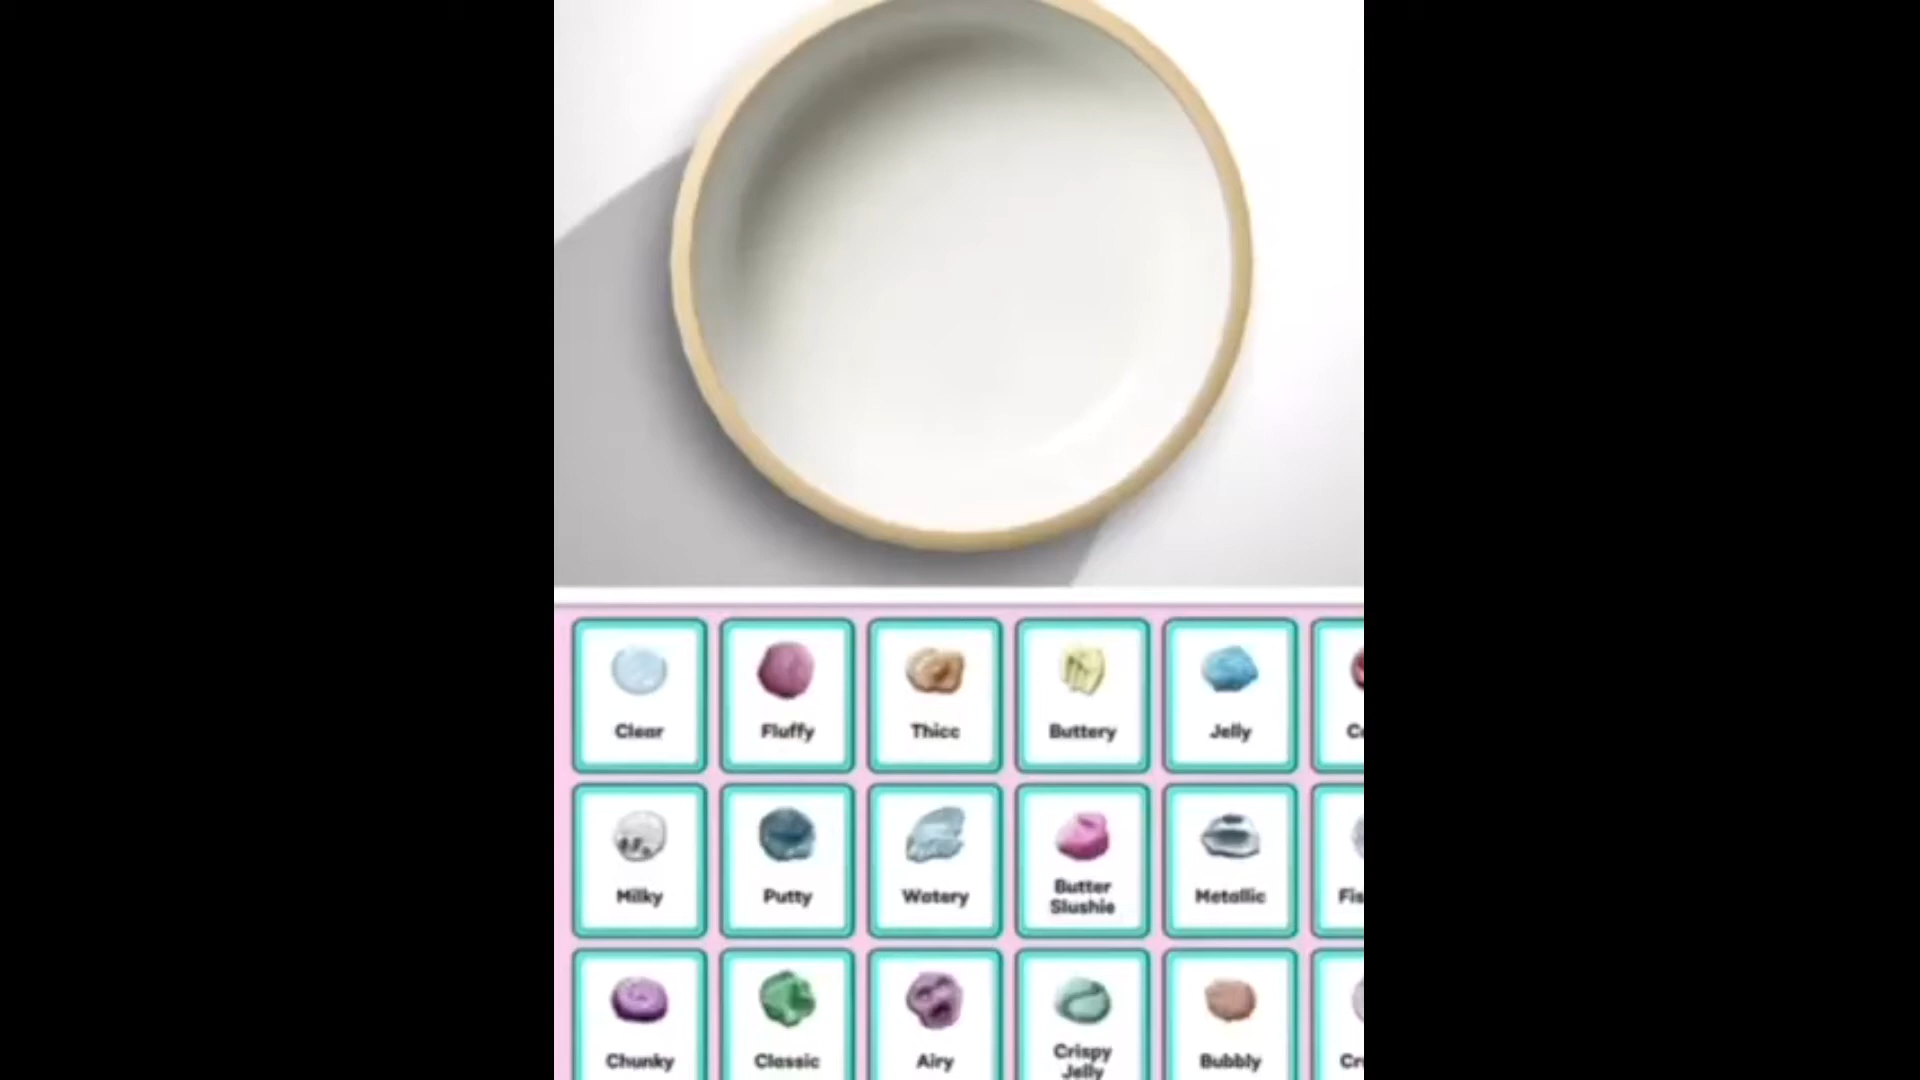 Clear
Fluffy
Thicc
Buttery
Jelly
Milky
Putty
Watery
Butter
Slushie
Metallic
Chunky
Classic
Airy
Crispy
Jelly
Bubbly